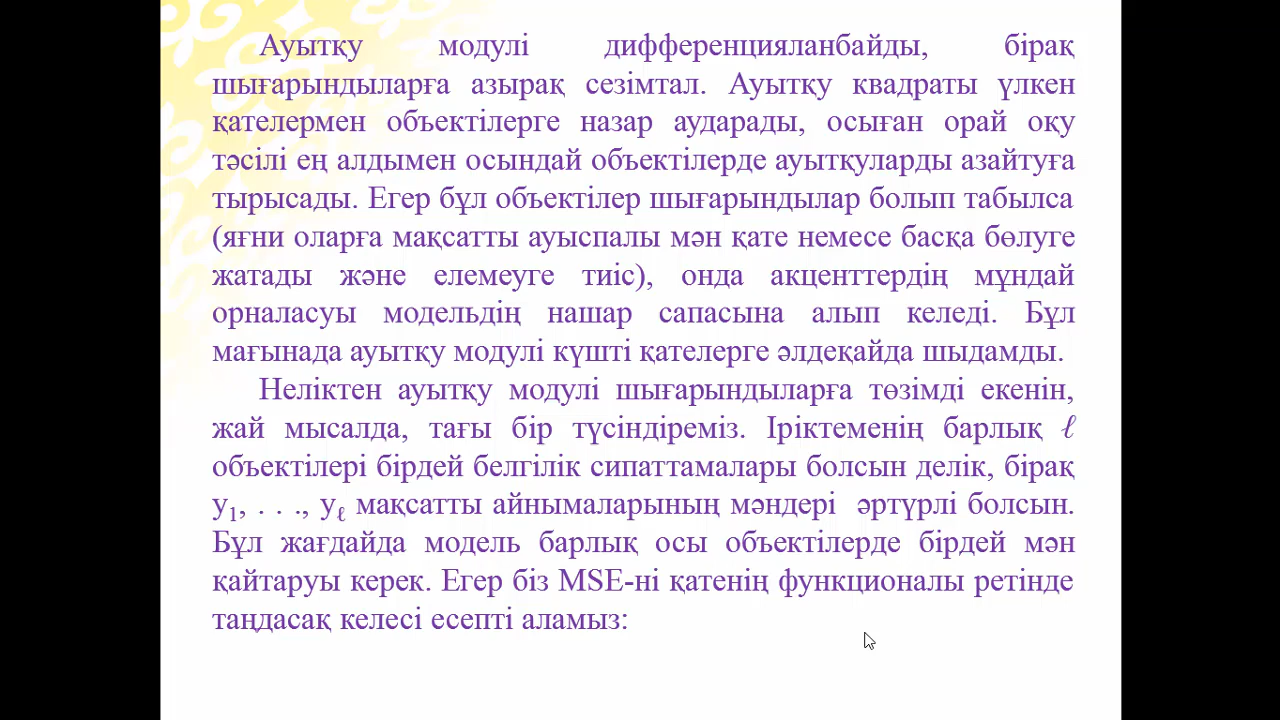 Ауытқу модулі дифференцияланбайды, бірақ
шығарындыларға азырақ сезімтал. Ауытқу квадраты үлкен
қателермен объектілерге назар аударады, осыған орай оқу
тәсілі ең алдымен осындай объектілерде ауытқуларды азайтуға
тырысады. Егер бұл объектілер шығарындылар болып табылса
(яғни оларға мақсатты ауыспалы мән қате немесе басқа бөлуге
жатады және елемеуге тиіс), онда акценттердің мұндай
орналасуы модельдің нашар сапасына алып келеді. Бұл
мағынада ауытқу модулі күшті қателерге әлдеқайда шыдамды.
Неліктен ауытқу модулі шығарындыларға төзімді екенін,
жай мысалда, тағы бір түсіндіреміз. Іріктеменің барлық ℓ
объектілері бірдей белгілік сипаттамалары болсын делік, бірақ
y₁, . . ., yℓ мақсатты айнымаларының мәндері әртүрлі болсын.
Бұл жағдайда модель барлық осы объектілерде бірдей мән
қайтаруы керек. Егер біз MSE-ні қатенің функционалы ретінде
таңдасақ келесі есепті аламыз: